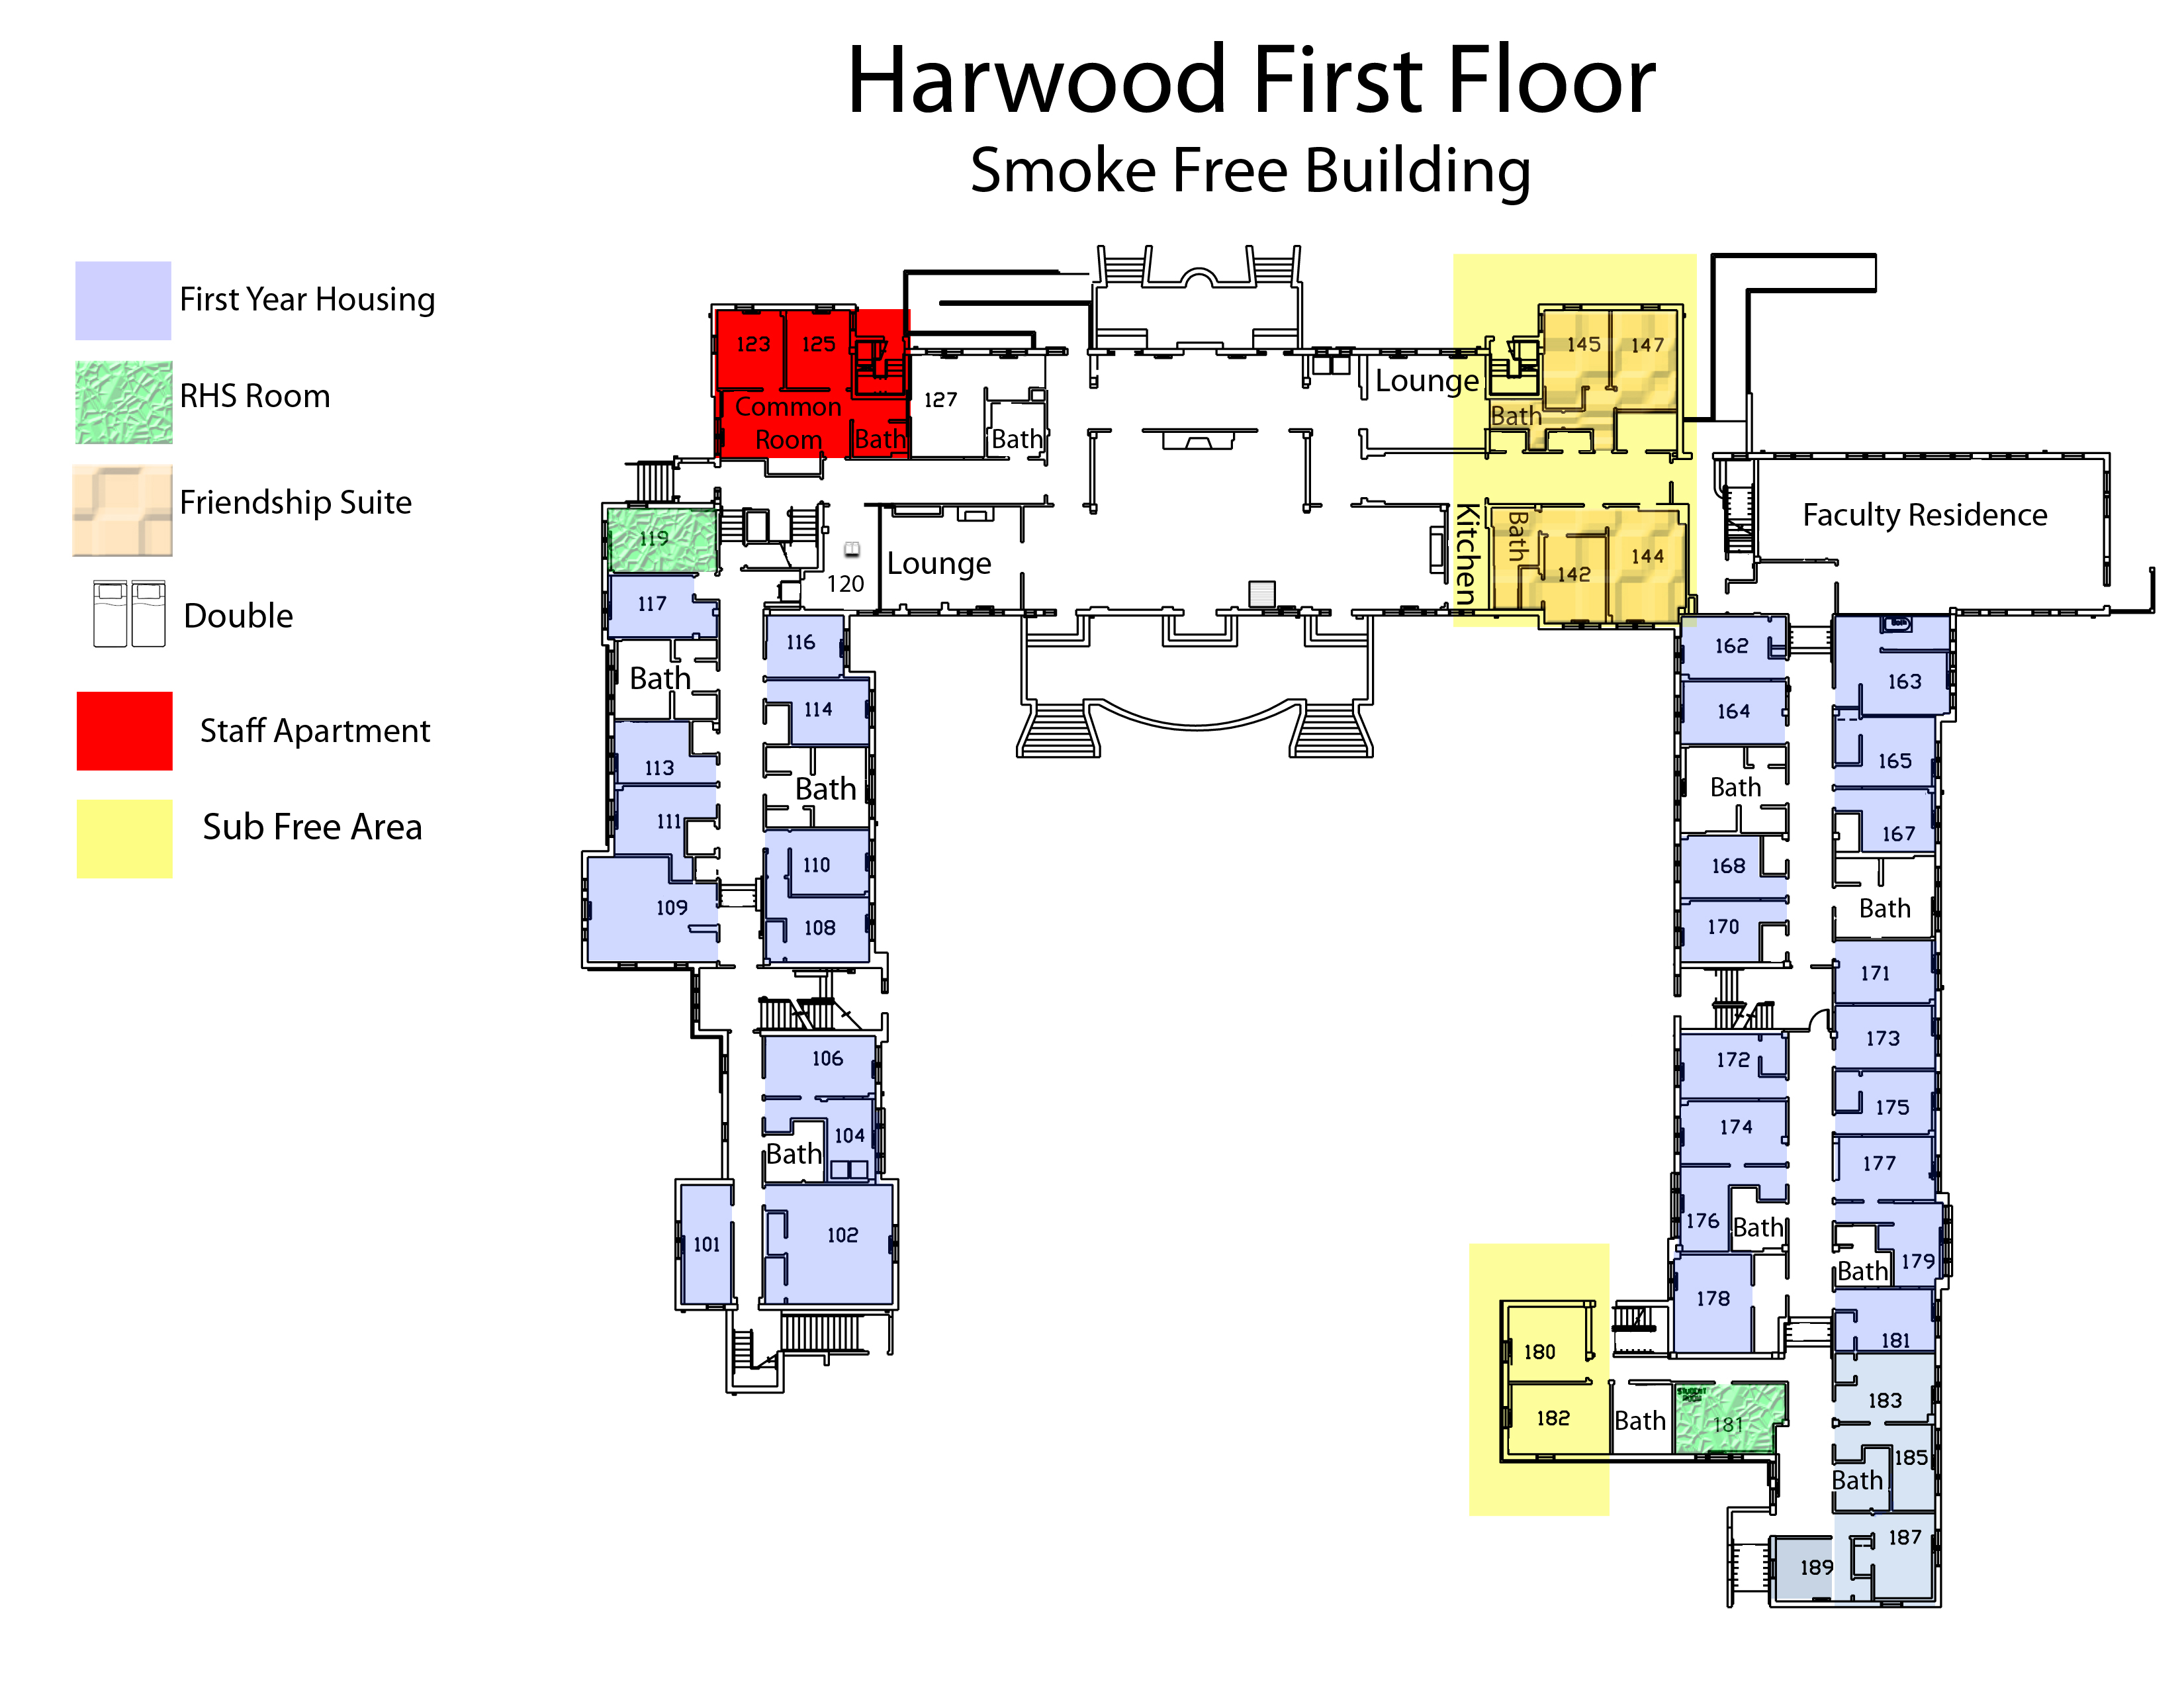 Harwood First Floor
Smoke Free Building
First Year Housing
RHS Room
Friendship Suite
Double
Staff Apartment
Sub Free Area
123
125
Common
Room
Bath
127
Bath
Lounge
Bath
145
147
119
120
Lounge
Kitchen
Bath
142
144
Faculty Residence
117
116
Bath
114
113
Bath
111
110
109
108
106
104
Bath
101
102
162
163
164
165
Bath
167
168
Bath
170
171
172
173
174
175
176
Bath
177
178
179
Bath
181
180
182
Bath
STUDENT
ROOM
181
183
185
Bath
187
189